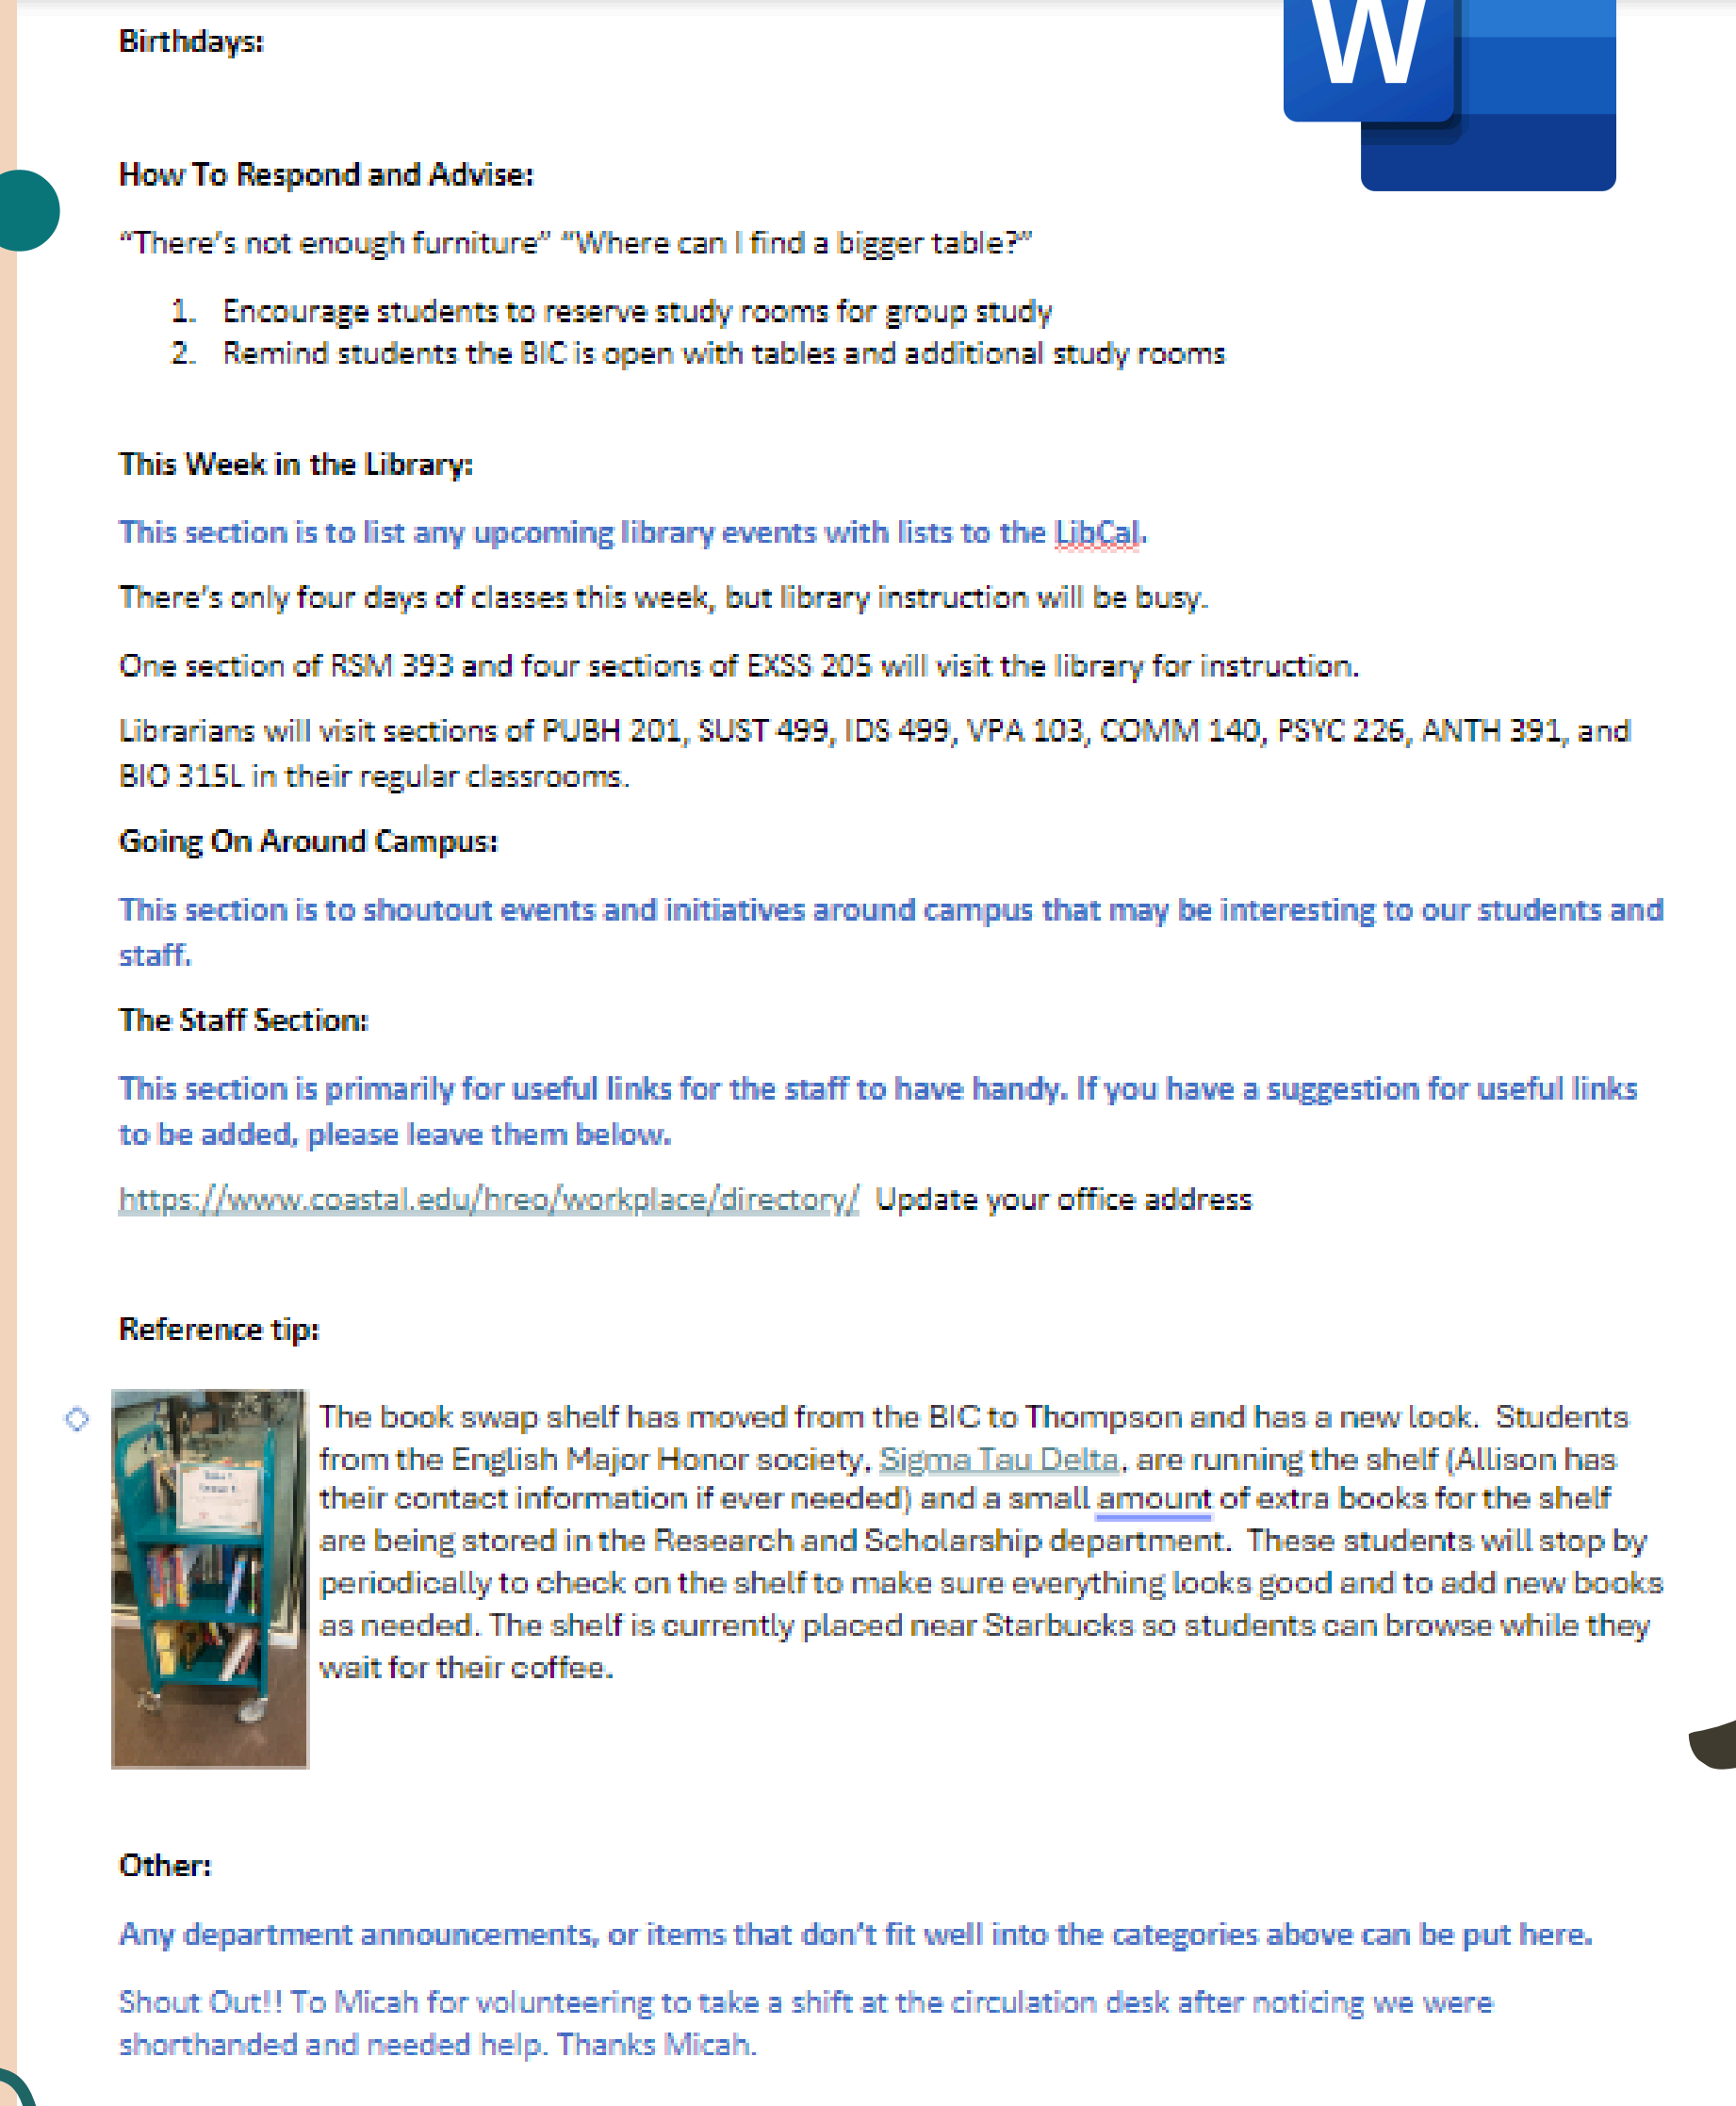 W
Birthdays:
How To Respond and Advise:
“There’s not enough furniture” “Where can I find a bigger table?”
1. Encourage students to reserve study rooms for group study
2. Remind students the BIC is open with tables and additional study rooms
This Week in the Library:
This section is to list any upcoming library events with lists to the LibCal.
There’s only four days of classes this week, but library instruction will be busy.
One section of RSM 393 and four sections of EXSS 205 will visit the library for instruction.
Librarians will visit sections of PUBH 201, SUST 499, IDS 499, VPA 103, COMM 140, PSYC 226, ANTH 391, and
BIO 315L in their regular classrooms.
Going On Around Campus:
This section is to shoutout events and initiatives around campus that may be interesting to our students and
staff.
The Staff Section:
This section is primarily for useful links for the staff to have handy. If you have a suggestion for useful links
to be added, please leave them below.
https://www.coastal.edu/hreo/workplace/directory/ Update your office address
Reference tip:
The book swap shelf has moved from the BIC to Thompson and has a new look. Students
from the English Major Honor society, Sigma Tau Delta, are running the shelf (Allison has
their contact information if ever needed) and a small amount of extra books for the shelf
are being stored in the Research and Scholarship department. These students will stop by
periodically to check on the shelf to make sure everything looks good and to add new books
as needed. The shelf is currently placed near Starbucks so students can browse while they
wait for their coffee.
Other:
Any department announcements, or items that don’t fit well into the categories above can be put here.
Shout Out!! To Micah for volunteering to take a shift at the circulation desk after noticing we were
shorthanded and needed help. Thanks Micah.